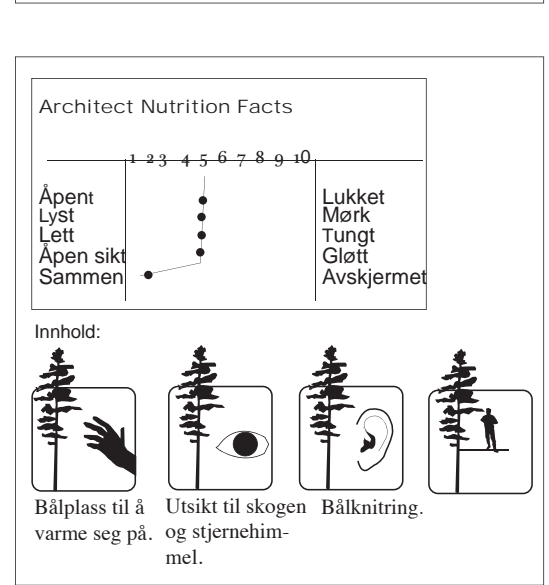 Architect Nutrition Facts
1 2 3 4 5 6 7 8 9 10
Åpent Lukket
Lyst Mørk
Lett Tungt
Åpen sikt Gløtt
Sammen Avskjermet
Innhold:
Bålplass til å
varme seg på.
Utsikt til skogen
og stjernehim-
mel.
Bålknitring.